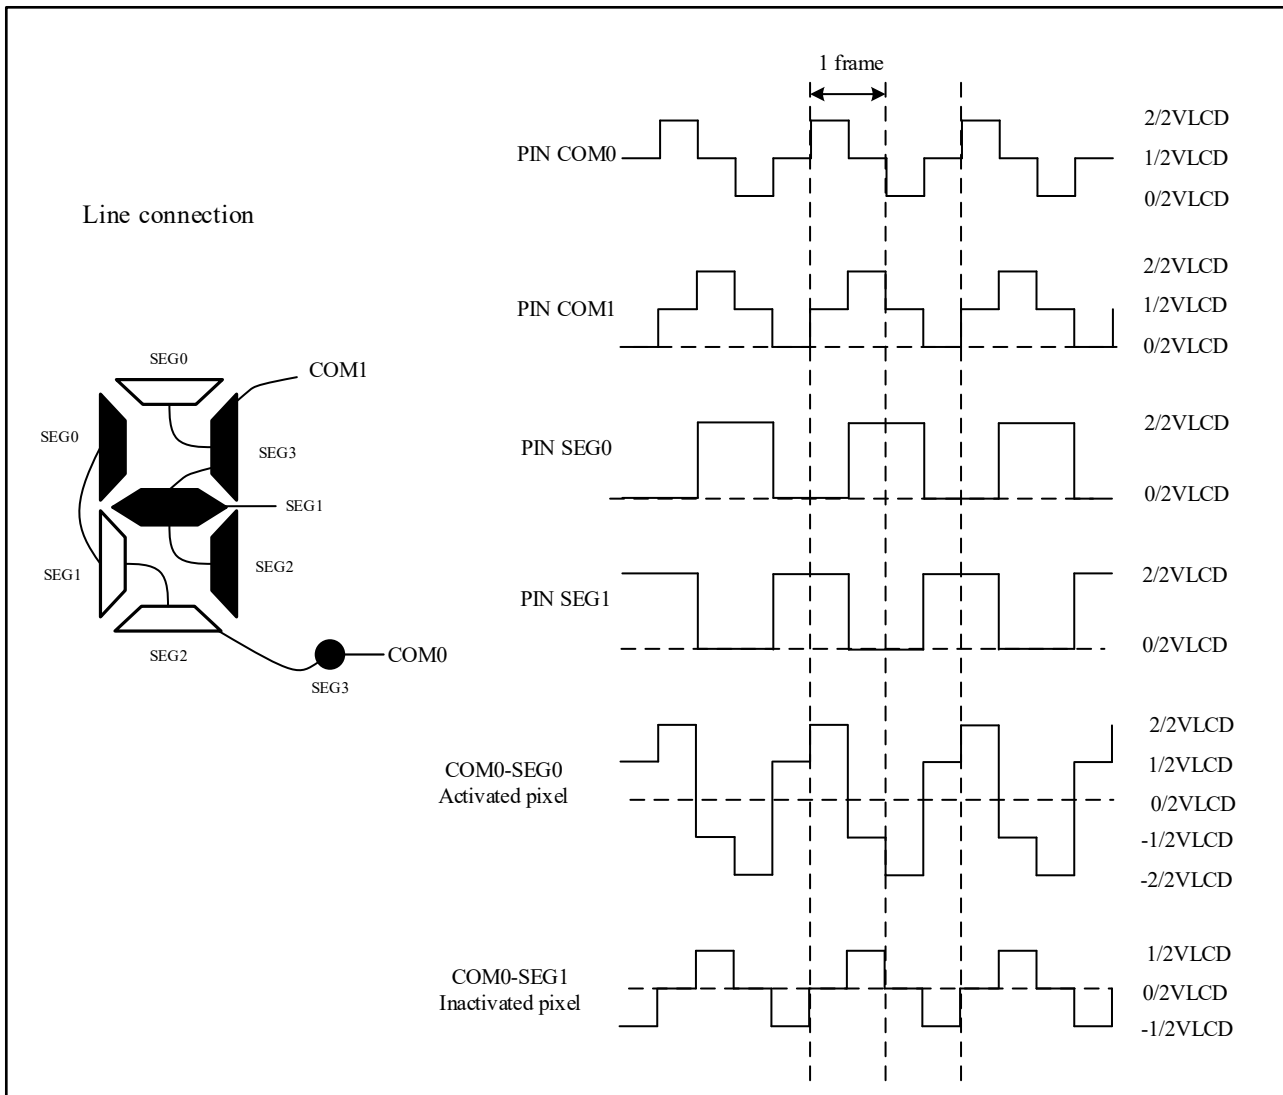 1 frame
PIN COM0
2/2VLCD
1/2VLCD
0/2VLCD
Line connection
PIN COM1
2/2VLCD
1/2VLCD
0/2VLCD
SEG0
COM1
SEG0
SEG3
SEG1
SEG1
SEG2
SEG2
COM0
SEG3
PIN SEG0
2/2VLCD
0/2VLCD
PIN SEG1
2/2VLCD
0/2VLCD
COM0-SEG0
Activated pixel
2/2VLCD
1/2VLCD
0/2VLCD
-1/2VLCD
-2/2VLCD
COM0-SEG1
Inactivated pixel
1/2VLCD
0/2VLCD
-1/2VLCD